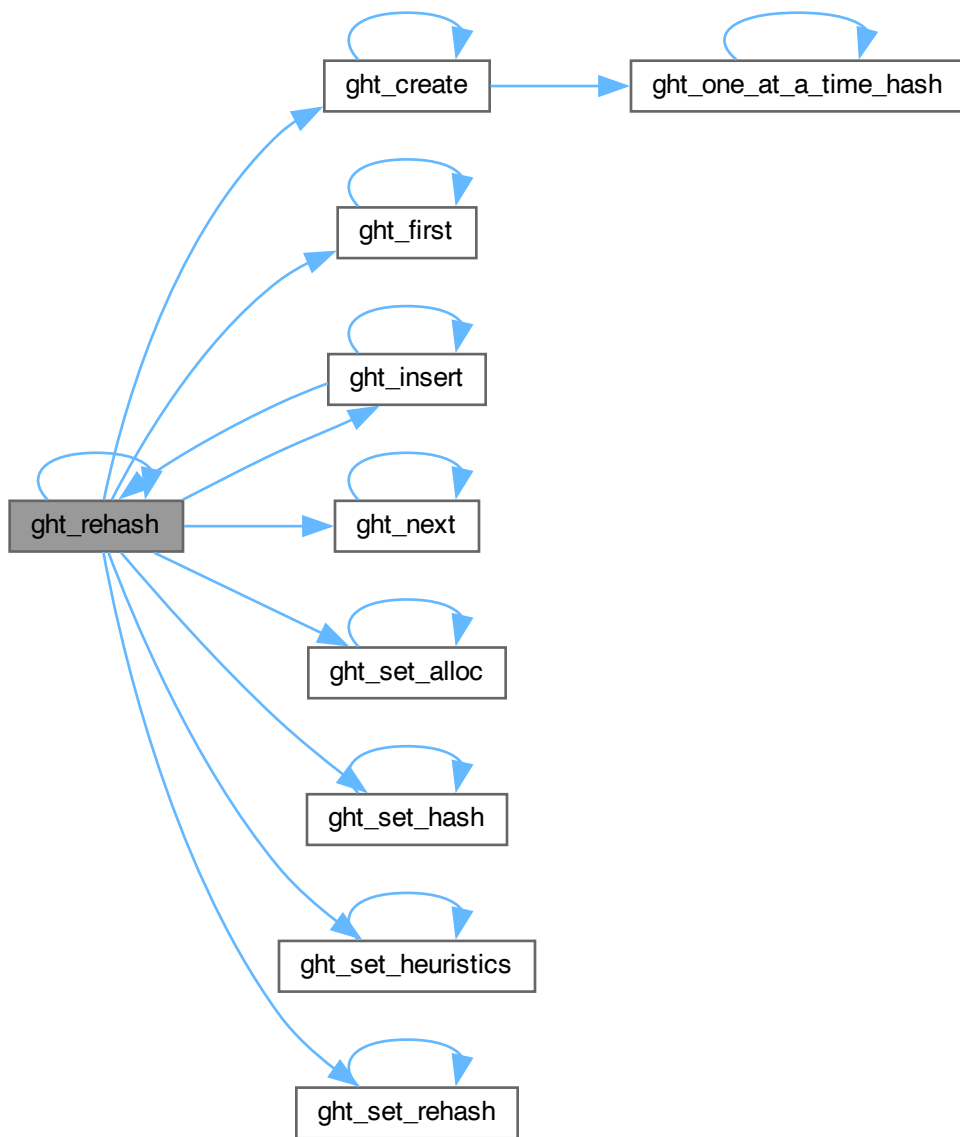 ght_create
ght_one_at_a_time_hash
ght_first
ght_insert
ght_rehash
ght_next
ght_set_alloc
ght_set_hash
ght_set_heuristics
ght_set_rehash